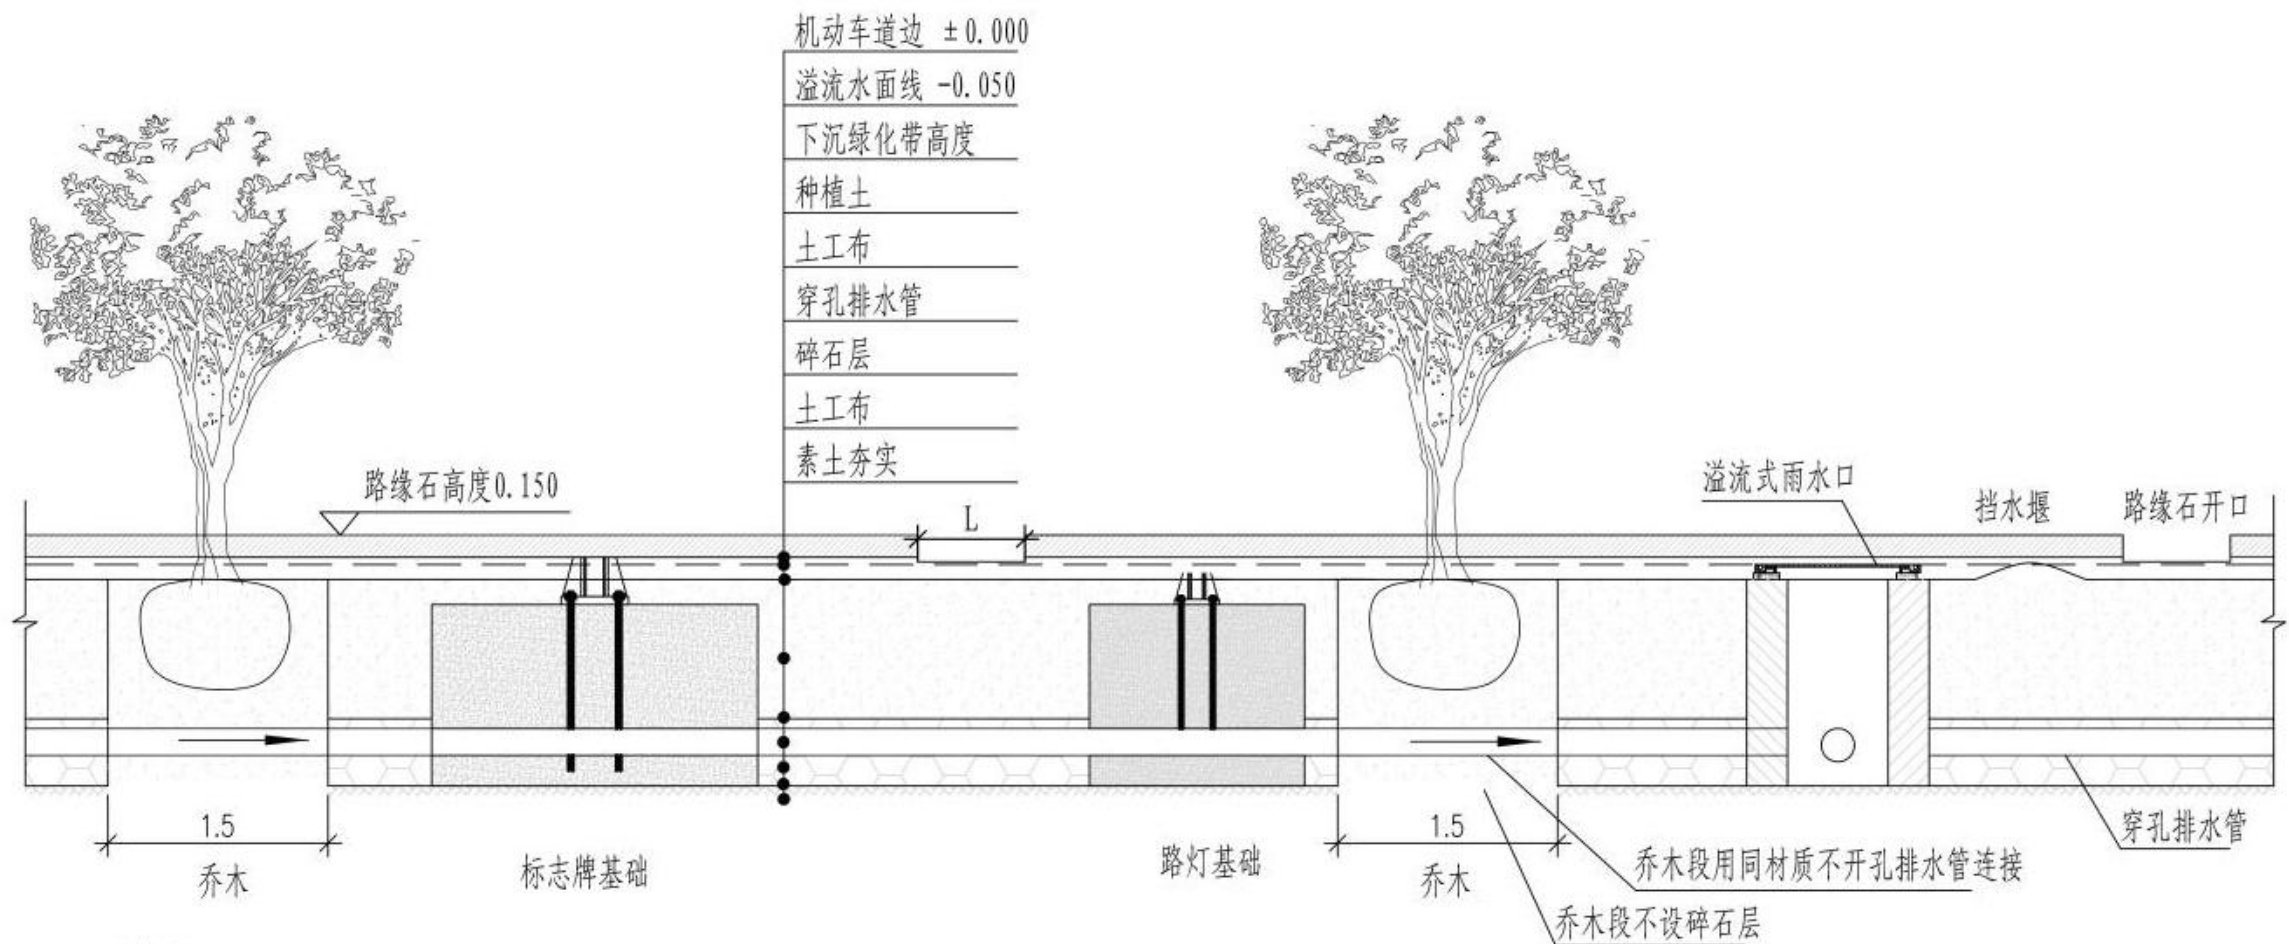 机动车道边 ±0.000
溢流水面线 -0.050
下沉绿化带高度
种植土
土工布
穿孔排水管
碎石层
土工布
素土夯实
路缘石高度0.150
L
溢流式雨水口
挡水堰
路缘石开口
1.5
乔木
标志牌基础
路灯基础
1.5
乔木
穿孔排水管
乔木段用同材质不开孔排水管连接
乔木段不设碎石层